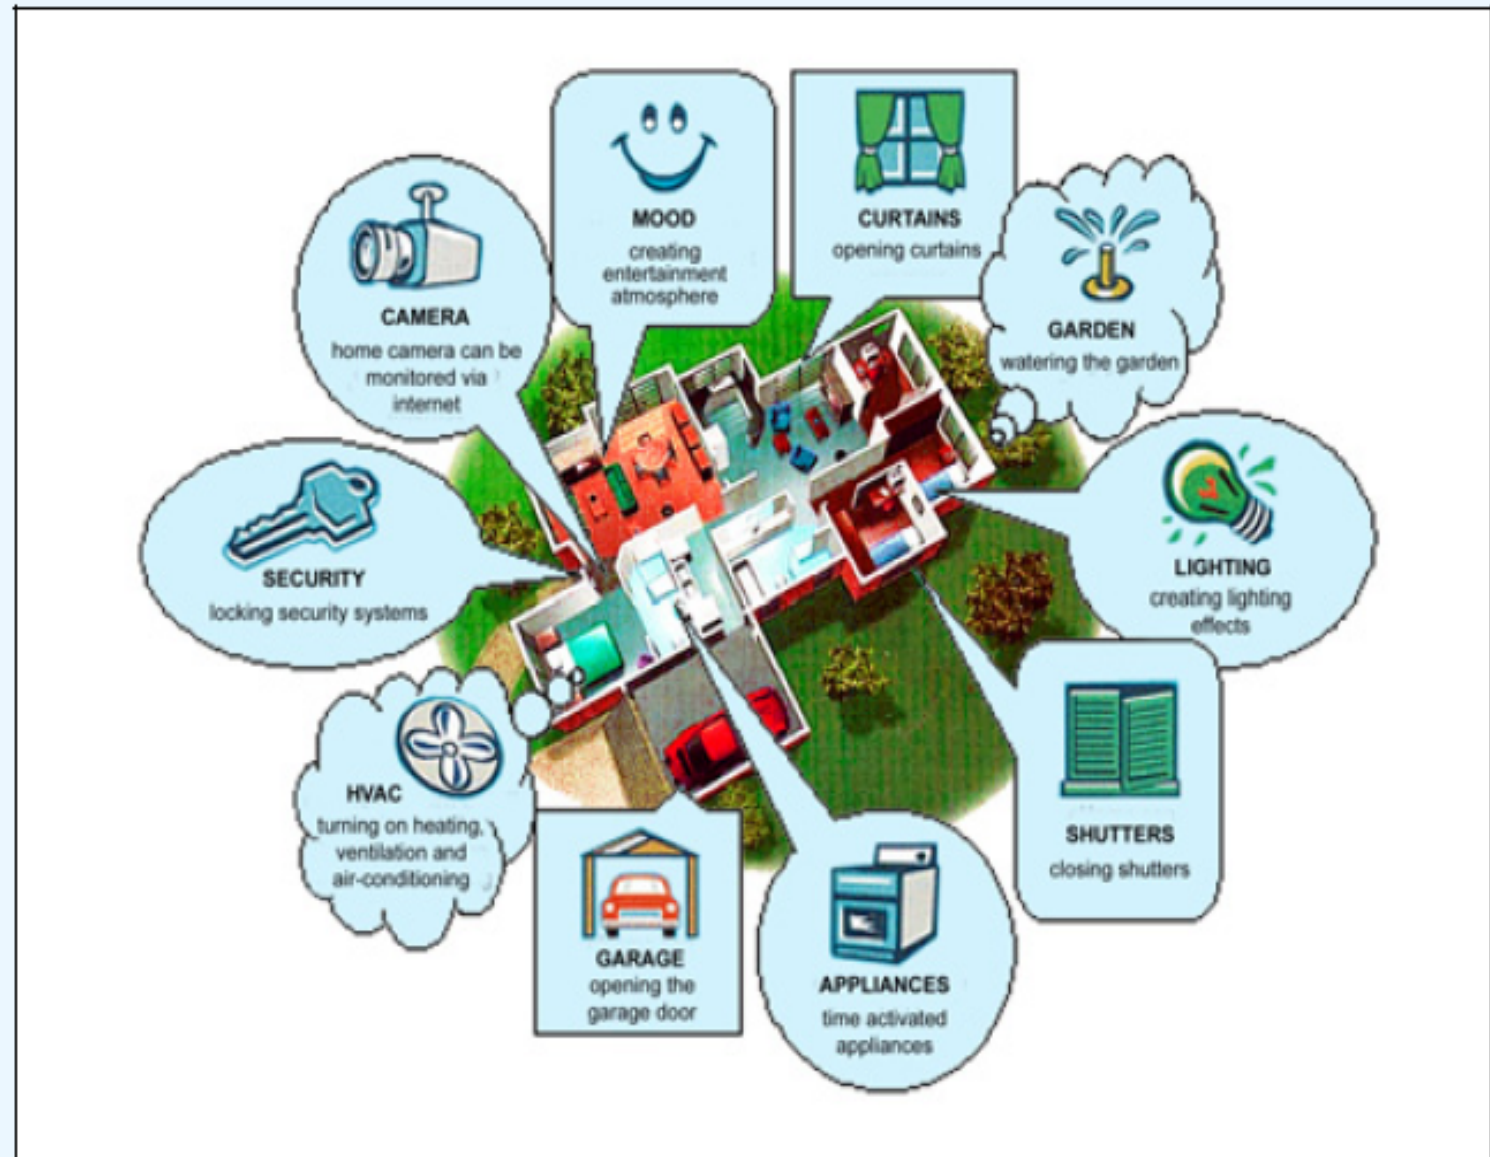 MOOD
creating
entertainment
atmosphere
CURTAINS
opening curtains
CAMERA
home camera can be
monitored via
internet
GARDEN
watering the garden
SECURITY
locking security systems
LIGHTING
creating lighting
effects
HVAC
turning on heating,
ventilation and
air-conditioning
SHUTTERS
closing shutters
GARAGE
opening the
garage door
APPLIANCES
time activated
appliances